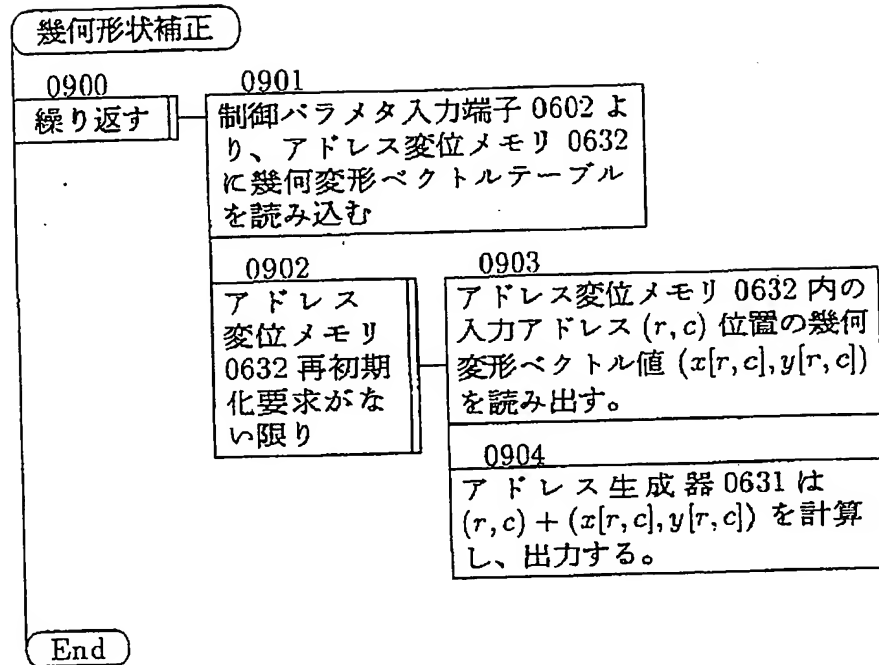 幾何形状補正
0900
繰り返す
0901
制御パラメタ入力端子 0602 よ
り、アドレス変位メモリ 0632
に幾何変形ベクトルテーブル
を読み込む
0902
アドレス
変位メモリ
0632 再初期
化要求がな
い限り
0903
アドレス変位メモリ 0632 内の
入力アドレス (r, c) 位置の幾何
変形ベクトル値 (x[r, c], y[r, c])
を読み出す。
0904
アドレス生成器 0631 は
(r, c) + (x[r, c], y[r, c]) を計算
し、出力する。
End